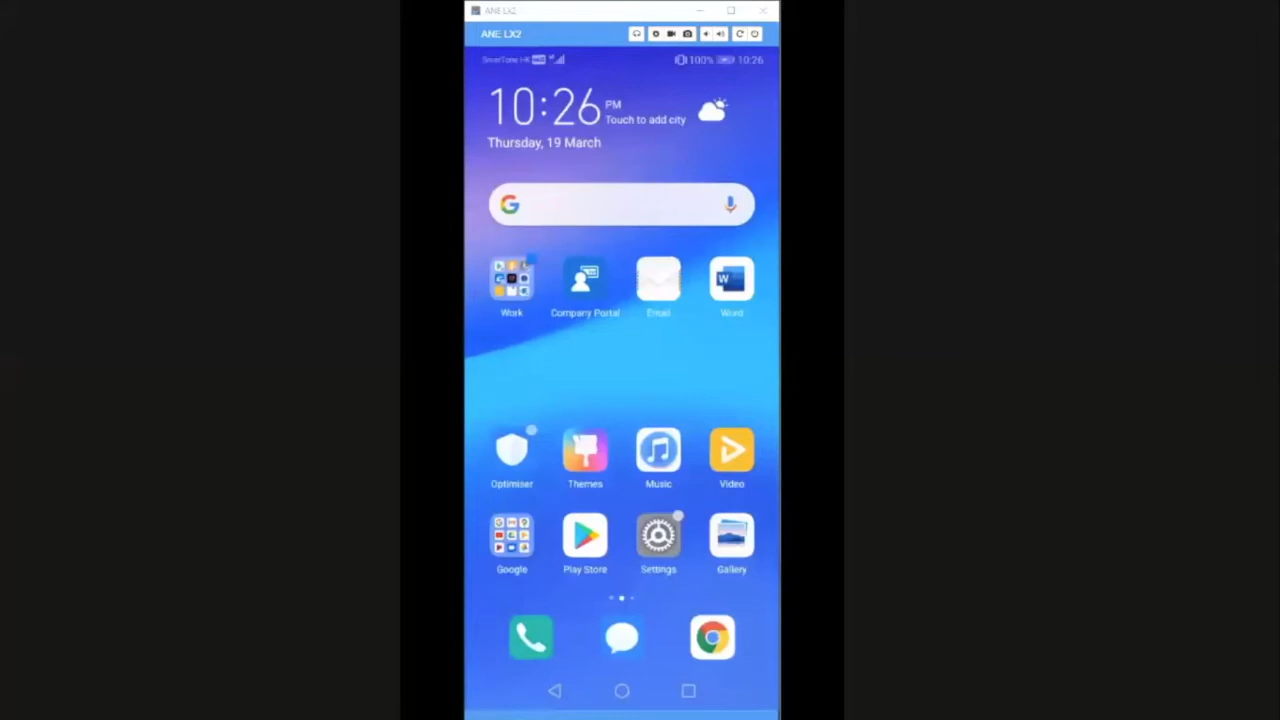 ANE LX2
ANE LX2
SmarTone HK
100%
10:26
10:26
PM
Touch to add city
Thursday, 19 March
Work
Company Portal
Email
Word
W
Optimiser
Themes
Music
Video
Google
Play Store
Settings
Gallery